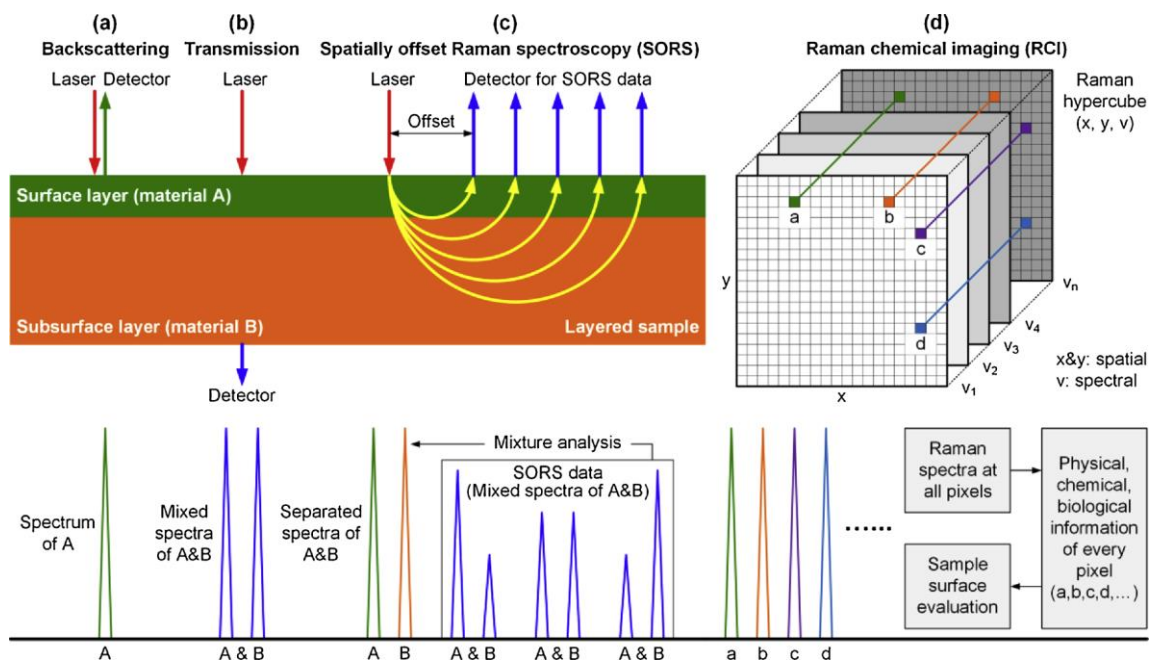 (a)
Backscattering
Laser Detector
(b)
Transmission
Laser
(c)
Spatially offset Raman spectroscopy (SORS)
Laser
Detector for SORS data
Offset
Surface layer (material A)
Subsurface layer (material B)
Layered sample
Detector
(d)
Raman chemical imaging (RCI)
Raman
hypercube
(x, y, v)
a
b
c
d
y
x
v1
v2
v3
v4
vn
x&y: spatial
v: spectral
Spectrum
of A
A
Mixed
spectra
of A&B
A & B
Separated
spectra of
A&B
A
B
Mixture analysis
SORS data
(Mixed spectra of A&B)
A & B
A & B
A & B
a
b
c
d
......
Raman
spectra at
all pixels
Physical,
chemical,
biological
information
of every
pixel
(a,b,c,d,...)
Sample
surface
evaluation